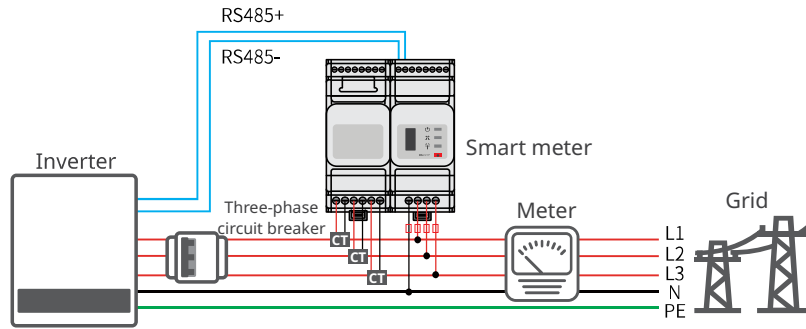 RS485+
RS485-
Smart meter
Inverter
Three-phase
circuit breaker
Meter
Grid
CT
CT
CT
L1
L2
L3
N
PE